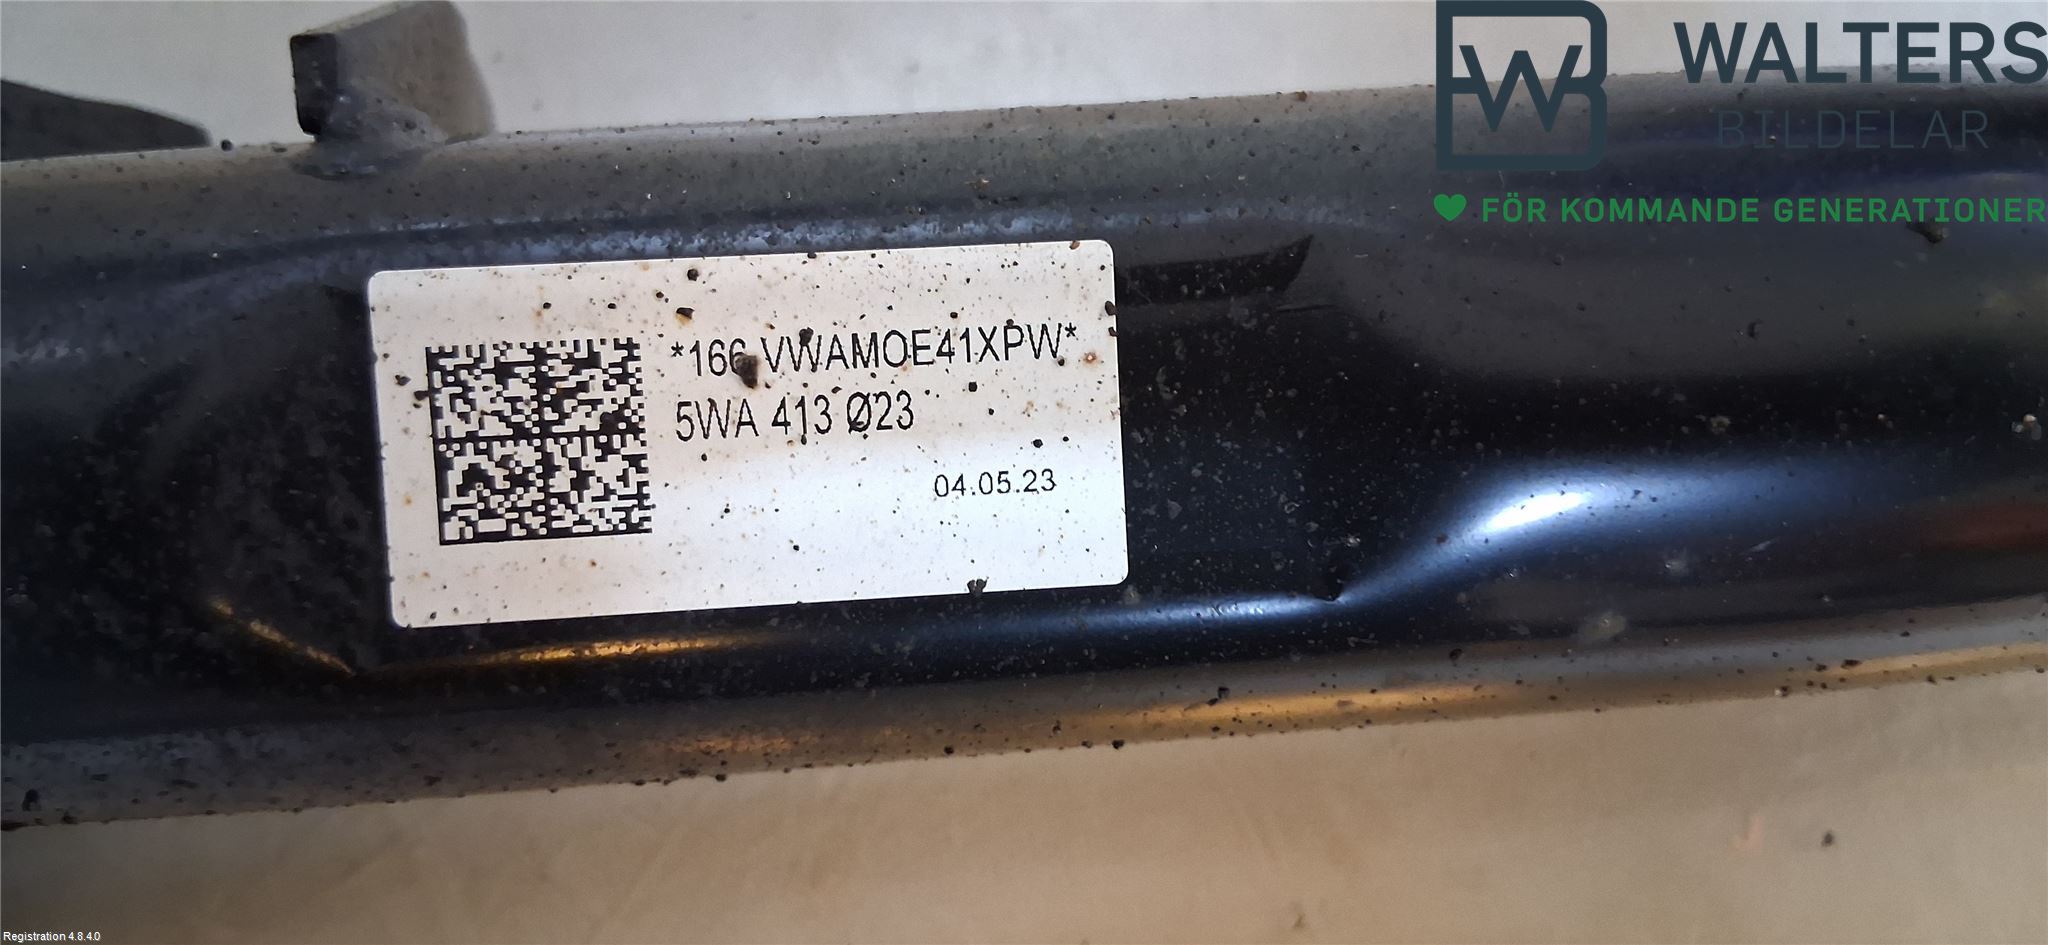 WALTERS
BILDELAR
FÖR KOMMANDE GENERATIONER
*166 VWAMOE41XPW*
5WA 413 Ø23
04.05.23
Registration 4.8.4.0